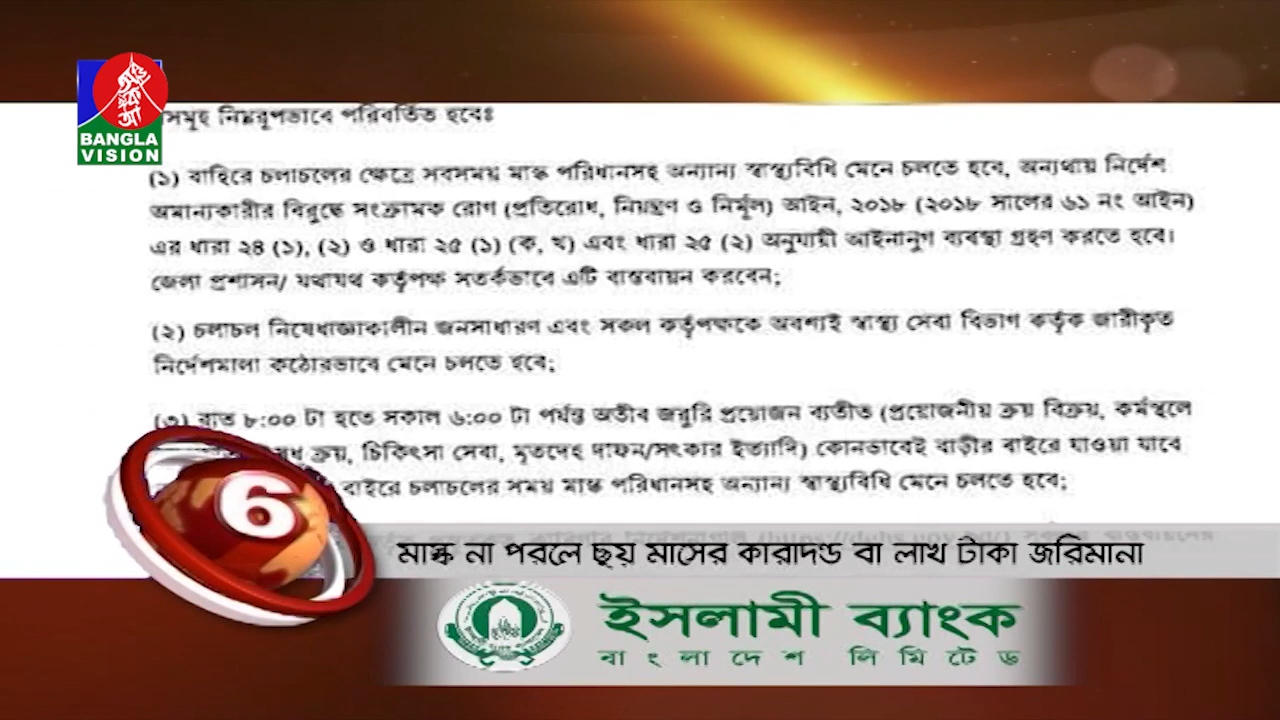 BANGLA
VISION
সমূহ নিম্নরূপভাবে পরিবর্তিত হবেঃ
(১) বাহিরে চলাচলের ক্ষেত্রে সবসময় মাস্ক পরিধানসহ অন্যান্য স্বাস্থ্যবিধি মেনে চলতে হবে, অন্যথায় নির্দেশ
অমান্যকারীর বিরুদ্ধে সংক্রামক রোগ (প্রতিরোধ, নিয়ন্ত্রণ ও নির্মূল) আইন, ২০১৮ (২০১৮ সালের ৬১ নং আইন)
এর ধারা ২৪ (১), (২) ও ধারা ২৫ (১) (ক, খ) এবং ধারা ২৫ (২) অনুযায়ী আইনানুগ ব্যবস্থা গ্রহণ করতে হবে।
জেলা প্রশাসন/ যথাযথ কর্তৃপক্ষ সতর্কভাবে এটি বাস্তবায়ন করবেন;
(২) চলাচল নিষেধাজ্ঞাকালীন জনসাধারণ এবং সকল কর্তৃপক্ষকে অবশ্যই স্বাস্থ্য সেবা বিভাগ কর্তৃক জারীকৃত
নির্দেশমালা কঠোরভাবে মেনে চলতে হবে;
(৩) রাত ৮:০০ টা হতে সকাল ৬:০০ টা পর্যন্ত অতীব জরুরি প্রয়োজন ব্যতীত (প্রয়োজনীয় ক্রয় বিক্রয়, কর্মস্থলে
ক্রয়, চিকিৎসা সেবা, মৃতদেহ দাফন/সৎকার ইত্যাদি) কোনভাবেই বাড়ীর বাইরে যাওয়া যাবে
বাইরে চলাচলের সময় মাস্ক পরিধানসহ অন্যান্য স্বাস্থ্যবিধি মেনে চলতে হবে;
6
মাস্ক না পরলে ছয় মাসের কারাদণ্ড বা লাখ টাকা জরিমানা
ইসলামী ব্যাংক
বাংলাদেশ লিমিটেড